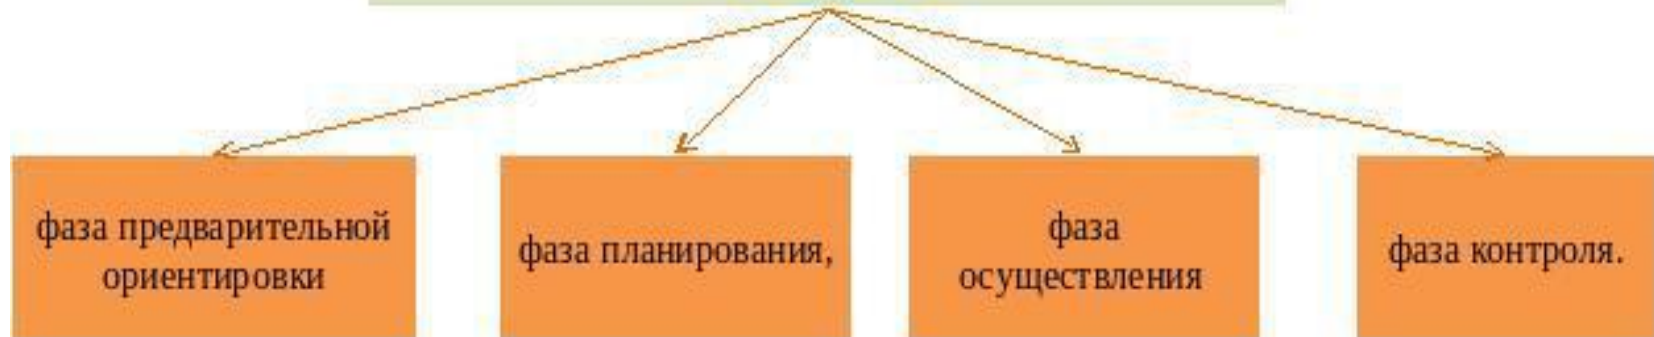 фаза предварительной
ориентировки
фаза планирования,
фаза
осуществления
фаза контроля.